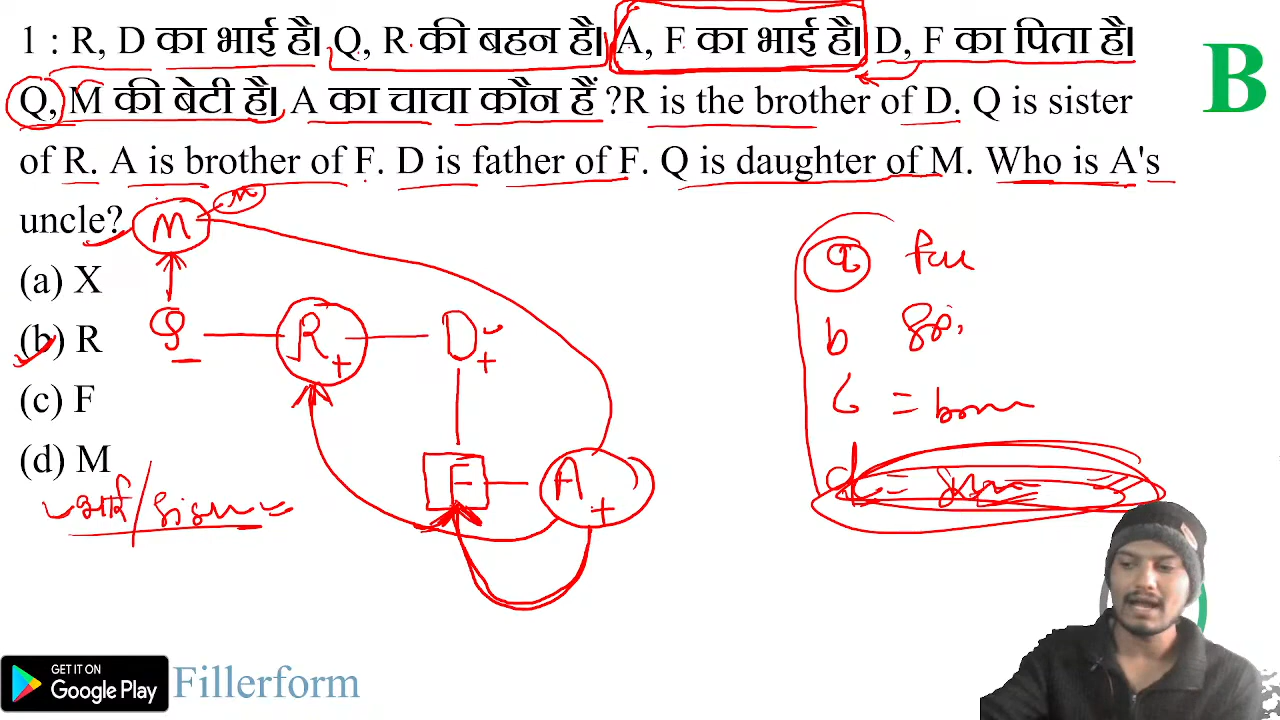 1 : R, D का भाई है। Q, R की बहन है। A, F का भाई है। D, F का पिता है।
Q, M की बेटी है। A का चाचा कौन हैं ?R is the brother of D. Q is sister
of R. A is brother of F. D is father of F. Q is daughter of M. Who is A's
uncle?
(a) X
(b) R
(c) F
(d) M
B
M
Q R + D +
F A +
a
b
d
GET IT ON
Google Play
Fillerform